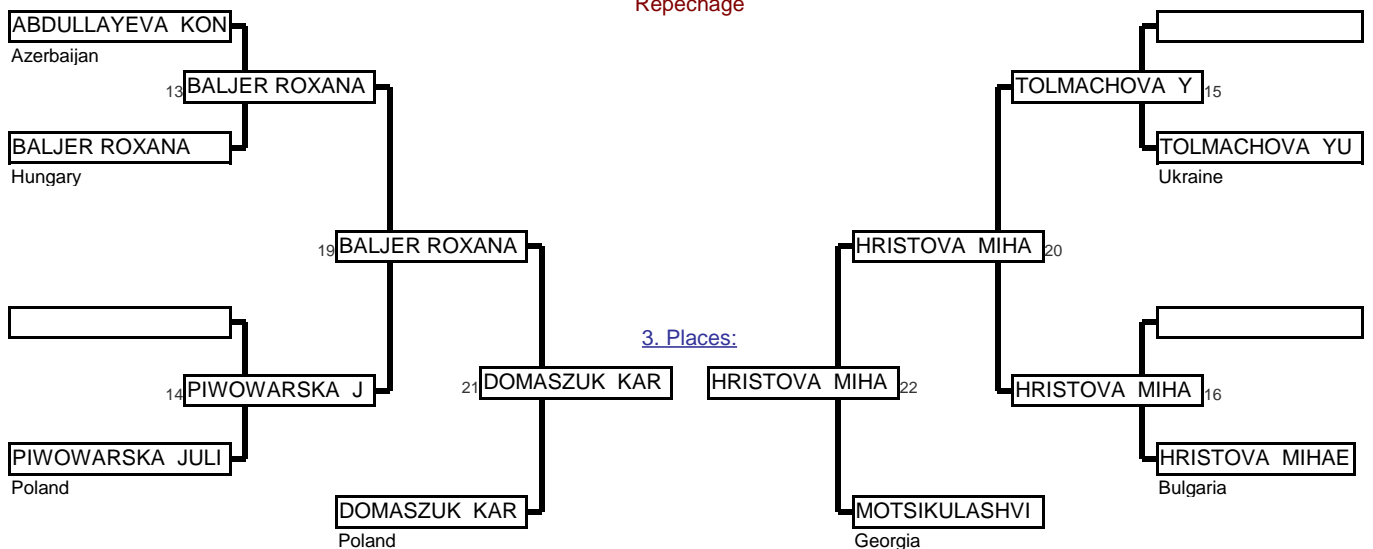 Repechage
ABDULLAYEVA KON
Azerbaijan
13 BALJER ROXANA
TOLMACHOVA Y 15
BALJER ROXANA
Hungary
TOLMACHOVA YU
Ukraine
19 BALJER ROXANA
HRISTOVA MIHA 20
3. Places:
14 PIWOWARSKA J
21 DOMASZUK KAR
HRISTOVA MIHA 22
HRISTOVA MIHA 16
PIWOWARSKA JULI
Poland
HRISTOVA MIHAE
Bulgaria
DOMASZUK KAR
Poland
MOTSIKULASHVI
Georgia